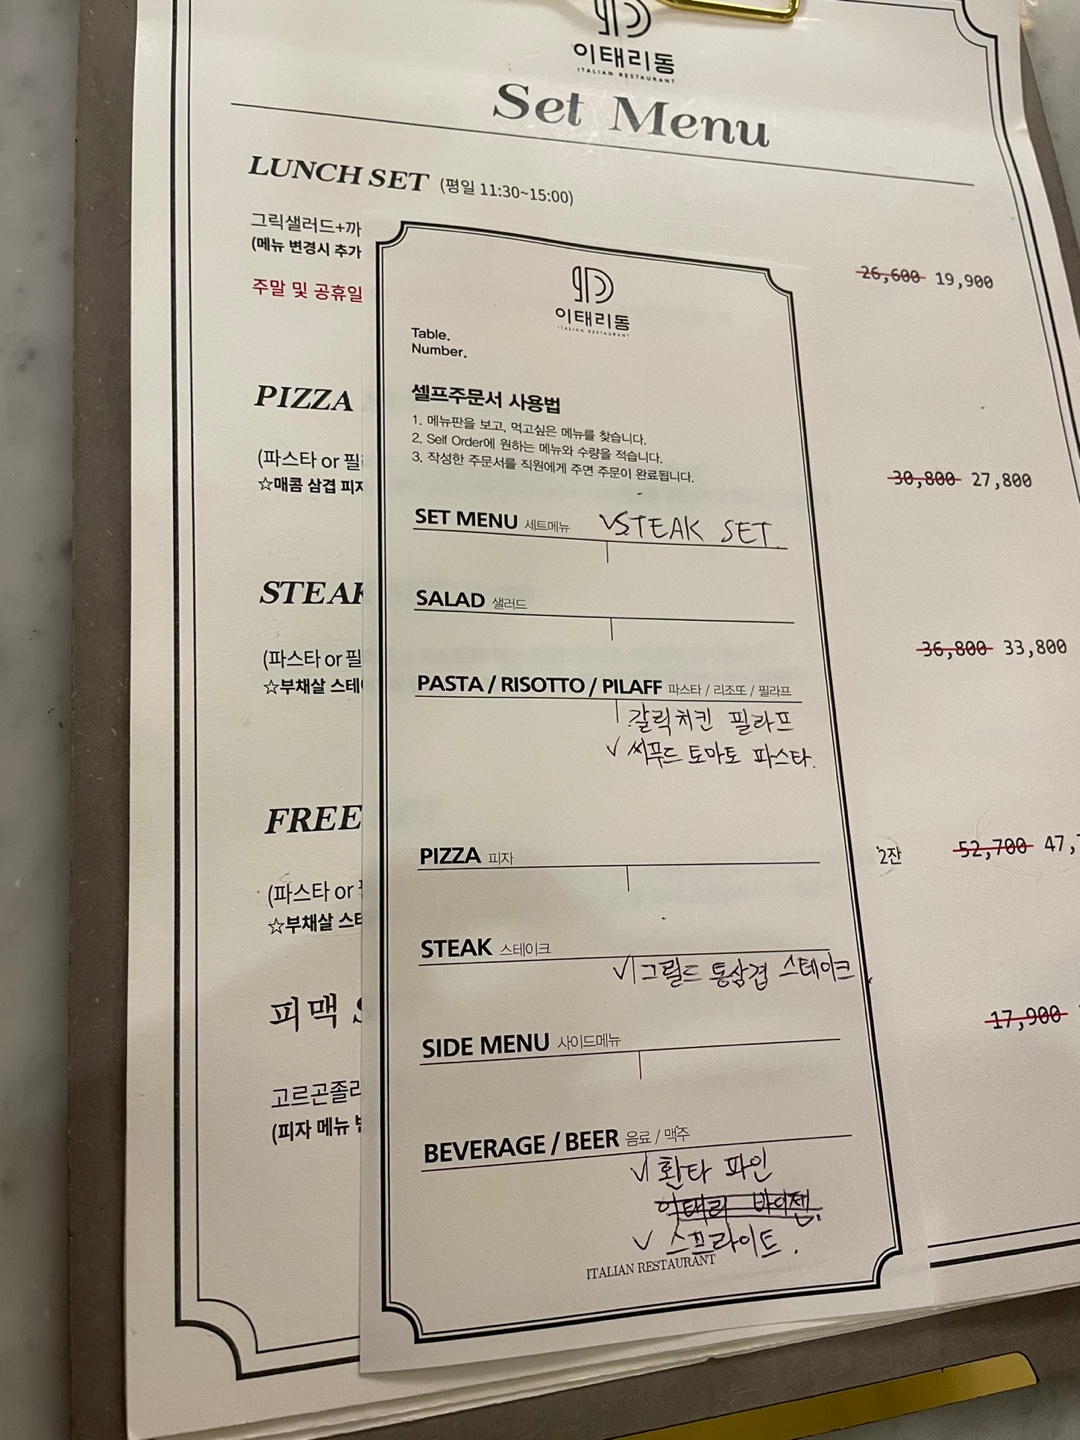 이태리동
ITALIAN RESTAURANT
Set Menu
LUNCH SET (평일 11:30~15:00)
그릭샐러드+까
(메뉴 변경시 추가
26,600 19,900
주말 및 공휴일
PIZZA
(파스타 or 필
☆매콤 삼겹 피자
30,800 27,800
STEAK
(파스타 or 필
☆부채살 스테이
36,800 33,800
FREE
(파스타 or
☆부채살 스테
2잔 52,700 47,
피맥 S
고르곤졸라
(피자 메뉴 변
17,900
이태리동
ITALIAN RESTAURANT
Table.
Number.
셀프주문서 사용법
1. 메뉴판을 보고, 먹고싶은 메뉴를 찾습니다.
2. Self Order에 원하는 메뉴와 수량을 적습니다.
3. 작성한 주문서를 직원에게 주면 주문이 완료됩니다.
SET MENU 세트메뉴 ✓STEAK SET.
SALAD 샐러드
PASTA / RISOTTO / PILAFF 파스타 / 리조또 / 필라프
갈릭치킨 필라프
✓ 씨푸드 토마토 파스타.
PIZZA 피자
STEAK 스테이크
✓ 그릴드 통삼겹 스테이크.
SIDE MENU 사이드메뉴
BEVERAGE / BEER 음료 / 맥주
✓ 환타 파인
이태리 바이젠.
✓ 스프라이트.
ITALIAN RESTAURANT